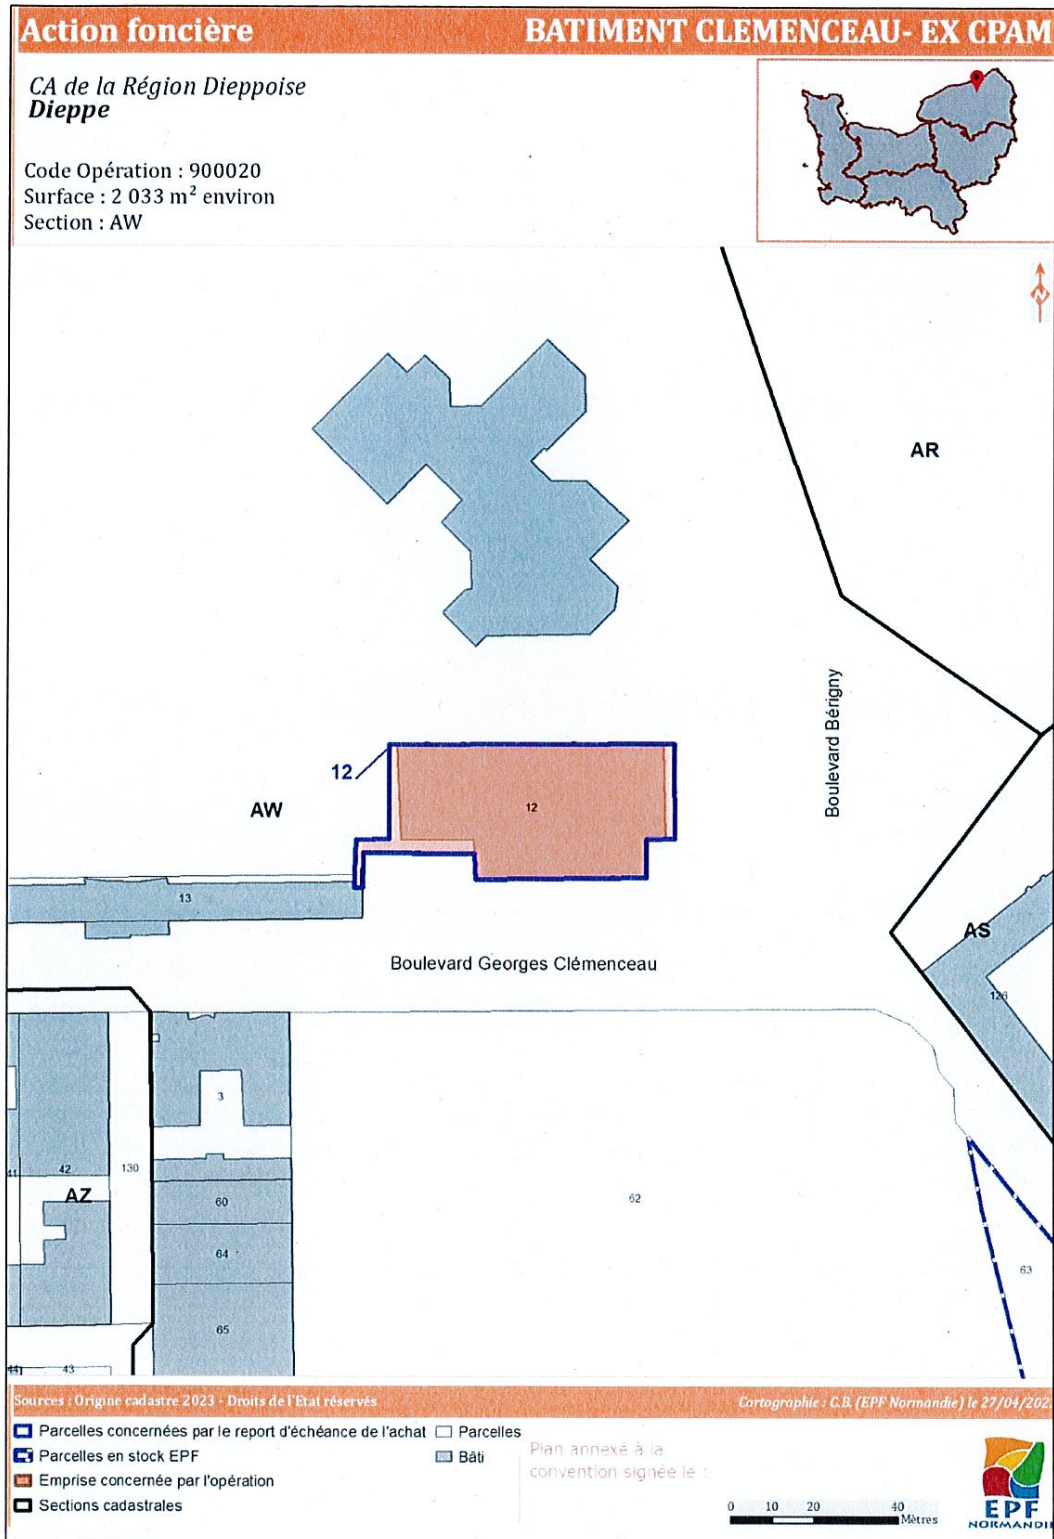 Action foncière
BATIMENT CLEMENCEAU- EX CPAM
CA de la Région Dieppoise
Dieppe
Code Opération : 900020
Surface : 2 033 m² environ
Section : AW
N
AR
Boulevard Bérigny
12
12
AW
13
AS
Boulevard Georges Clémenceau
126
3
41
42
130
AZ
60
62
64
63
65
44
43
Sources : Origine cadastre 2023 - Droits de l'Etat réservés
Cartographie : C.B. (EPF Normandie) le 27/04/202
Parcelles concernées par le report d'échéance de l'achat
Parcelles
Parcelles en stock EPF
Bâti
Emprise concernée par l'opération
Sections cadastrales
Plan annexé à la
convention signée le :
0 10 20 40
Mètres
EPF
NORMANDIE